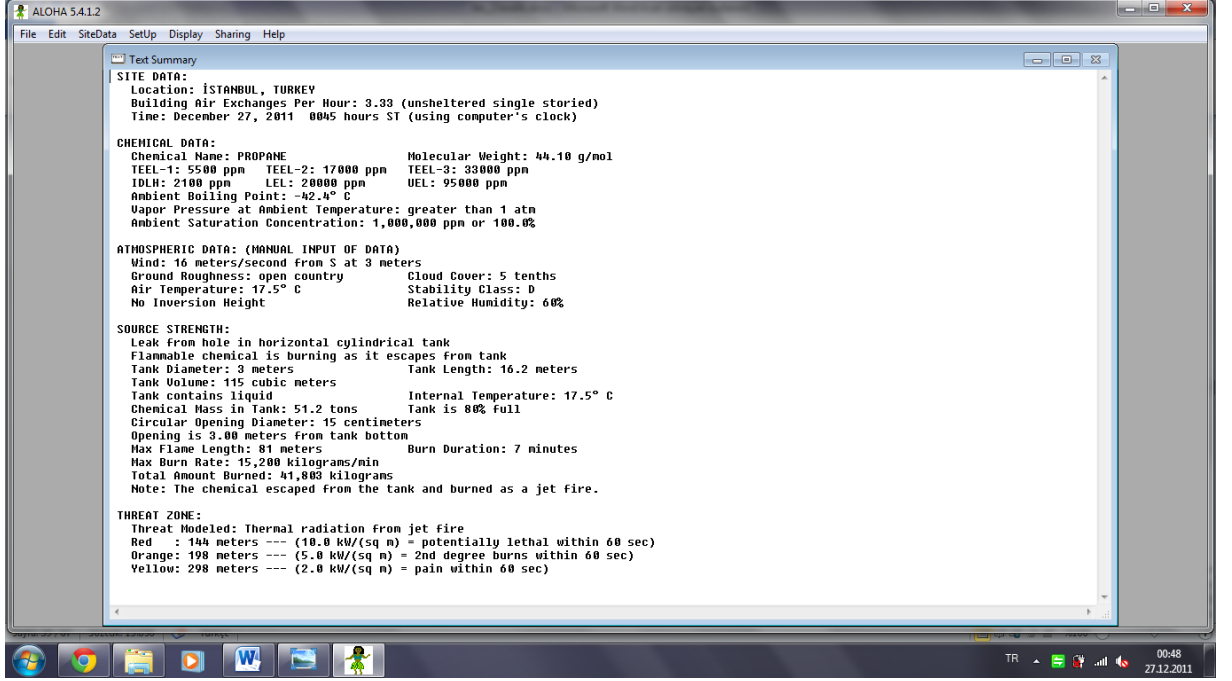 ALOHA 5.4.1.2
File Edit SiteData SetUp Display Sharing Help
Text Summary
SITE DATA:
Location: İSTANBUL, TURKEY
Building Air Exchanges Per Hour: 3.33 (unsheltered single storied)
Time: December 27, 2011 0045 hours ST (using computer's clock)
CHEMICAL DATA:
Chemical Name: PROPANE Molecular Weight: 44.10 g/mol
TEEL-1: 5500 ppm TEEL-2: 17000 ppm TEEL-3: 33000 ppm
IDLH: 2100 ppm LEL: 20000 ppm UEL: 95000 ppm
Ambient Boiling Point: -42.4° C
Vapor Pressure at Ambient Temperature: greater than 1 atm
Ambient Saturation Concentration: 1,000,000 ppm or 100.0%
ATMOSPHERIC DATA: (MANUAL INPUT OF DATA)
Wind: 16 meters/second from S at 3 meters
Ground Roughness: open country Cloud Cover: 5 tenths
Air Temperature: 17.5° C Stability Class: D
No Inversion Height Relative Humidity: 60%
SOURCE STRENGTH:
Leak from hole in horizontal cylindrical tank
Flammable chemical is burning as it escapes from tank
Tank Diameter: 3 meters Tank Length: 16.2 meters
Tank Volume: 115 cubic meters
Tank contains liquid Internal Temperature: 17.5° C
Chemical Mass in Tank: 51.2 tons Tank is 80% full
Circular Opening Diameter: 15 centimeters
Opening is 3.00 meters from tank bottom
Max Flame Length: 81 meters Burn Duration: 7 minutes
Max Burn Rate: 15,200 kilograms/min
Total Amount Burned: 41,803 kilograms
Note: The chemical escaped from the tank and burned as a jet fire.
THREAT ZONE:
Threat Modeled: Thermal radiation from jet fire
Red : 144 meters --- (10.0 kW/(sq m) = potentially lethal within 60 sec)
Orange: 198 meters --- (5.0 kW/(sq m) = 2nd degree burns within 60 sec)
Yellow: 298 meters --- (2.0 kW/(sq m) = pain within 60 sec)
TR
00:48
27.12.2011